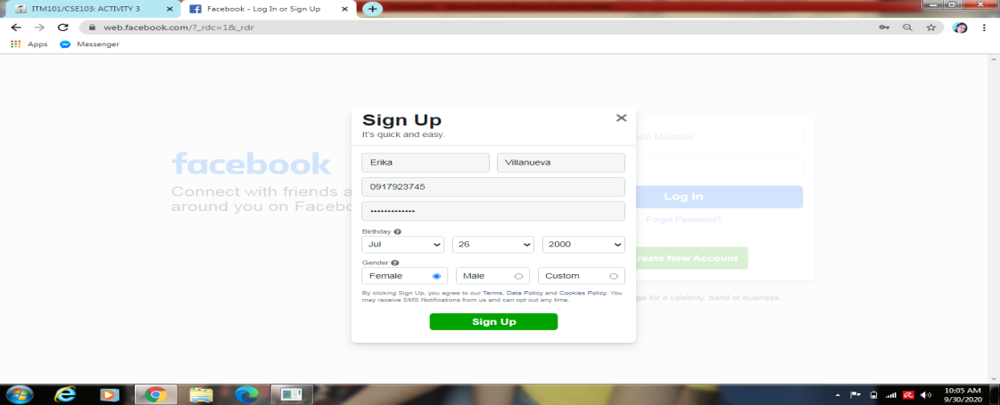 ITM101/CSE103: ACTIVITY 3
Facebook - Log In or Sign Up
web.facebook.com/?_rdc=1&_rdr
Apps Messenger
Sign Up
It's quick and easy.
Erika Villanueva
0917923745
•••••••••••••
Birthday
Jul 26 2000
Gender
Female Male Custom
By clicking Sign Up, you agree to our Terms, Data Policy and Cookies Policy. You
may receive SMS Notifications from us and can opt out any time.
Sign Up
facebook
Connect with friends a
around you on Facebo
ne Number
Log In
Forgot Password?
reate New Account
ge for a celebrity, band or business.
10:05 AM
9/30/2020